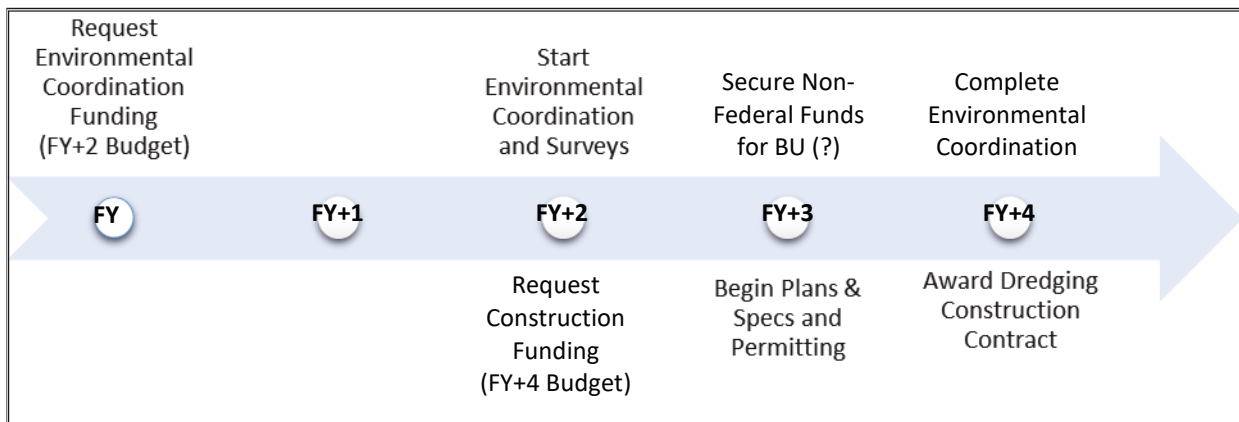 Request
Environmental
Coordination
Funding
(FY+2 Budget)
Start
Environmental
Coordination
and Surveys
Secure Non-
Federal Funds
for BU (?)
Complete
Environmental
Coordination
FY
FY+1
FY+2
FY+3
FY+4
Request
Construction
Funding
(FY+4 Budget)
Begin Plans &
Specs and
Permitting
Award Dredging
Construction
Contract